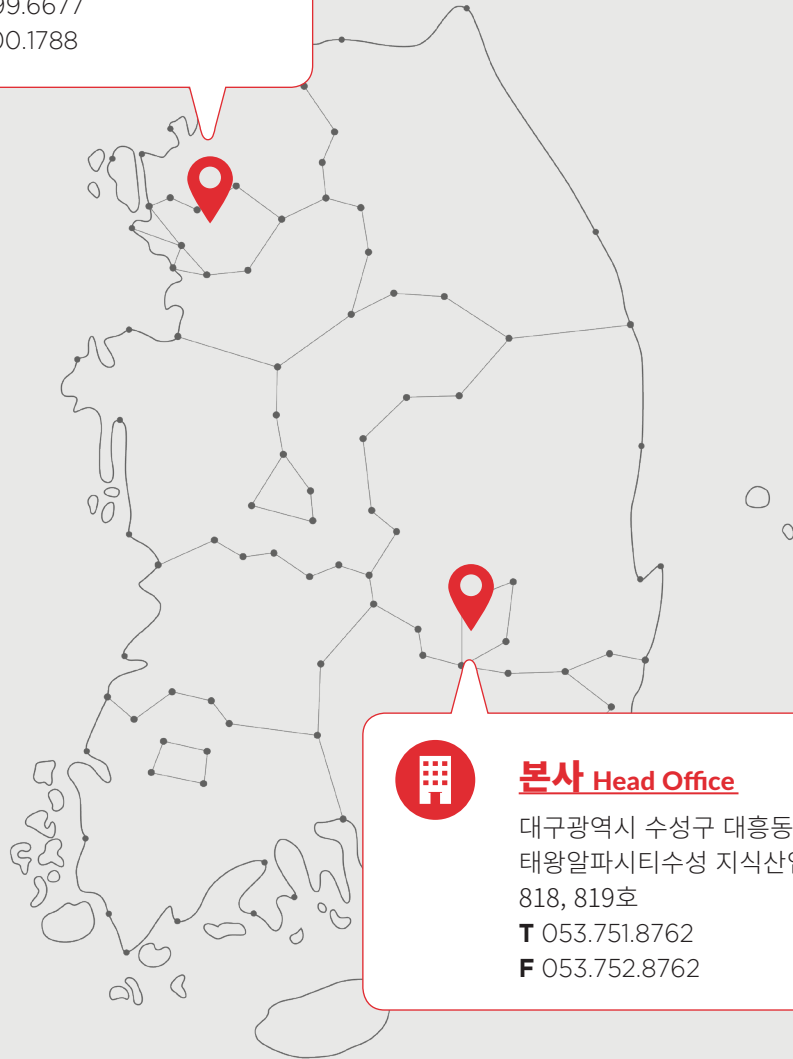 99.6677
00.1788
본사 Head Office
대구광역시 수성구 대흥동
태왕알파시티수성 지식산업
818, 819호
T 053.751.8762
F 053.752.8762